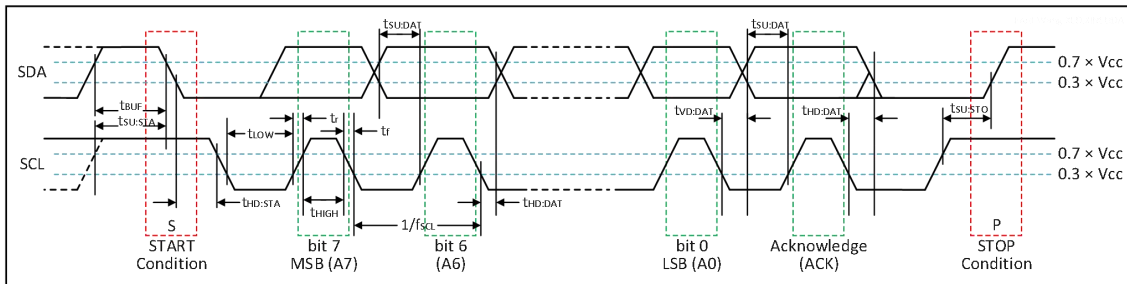 tSU:DAT
tSU:DAT
SDA
0.7 × Vcc
0.3 × Vcc
tBUF
tSU:STA
tLOW
tr
tf
tVD:DAT
tHD:DAT
tSU:STO
SCL
0.7 × Vcc
0.3 × Vcc
tHD:STA
tHIGH
tHD:DAT
1/fSCL
S
START
Condition
bit 7
MSB (A7)
bit 6
(A6)
bit 0
LSB (A0)
Acknowledge
(ACK)
P
STOP
Condition